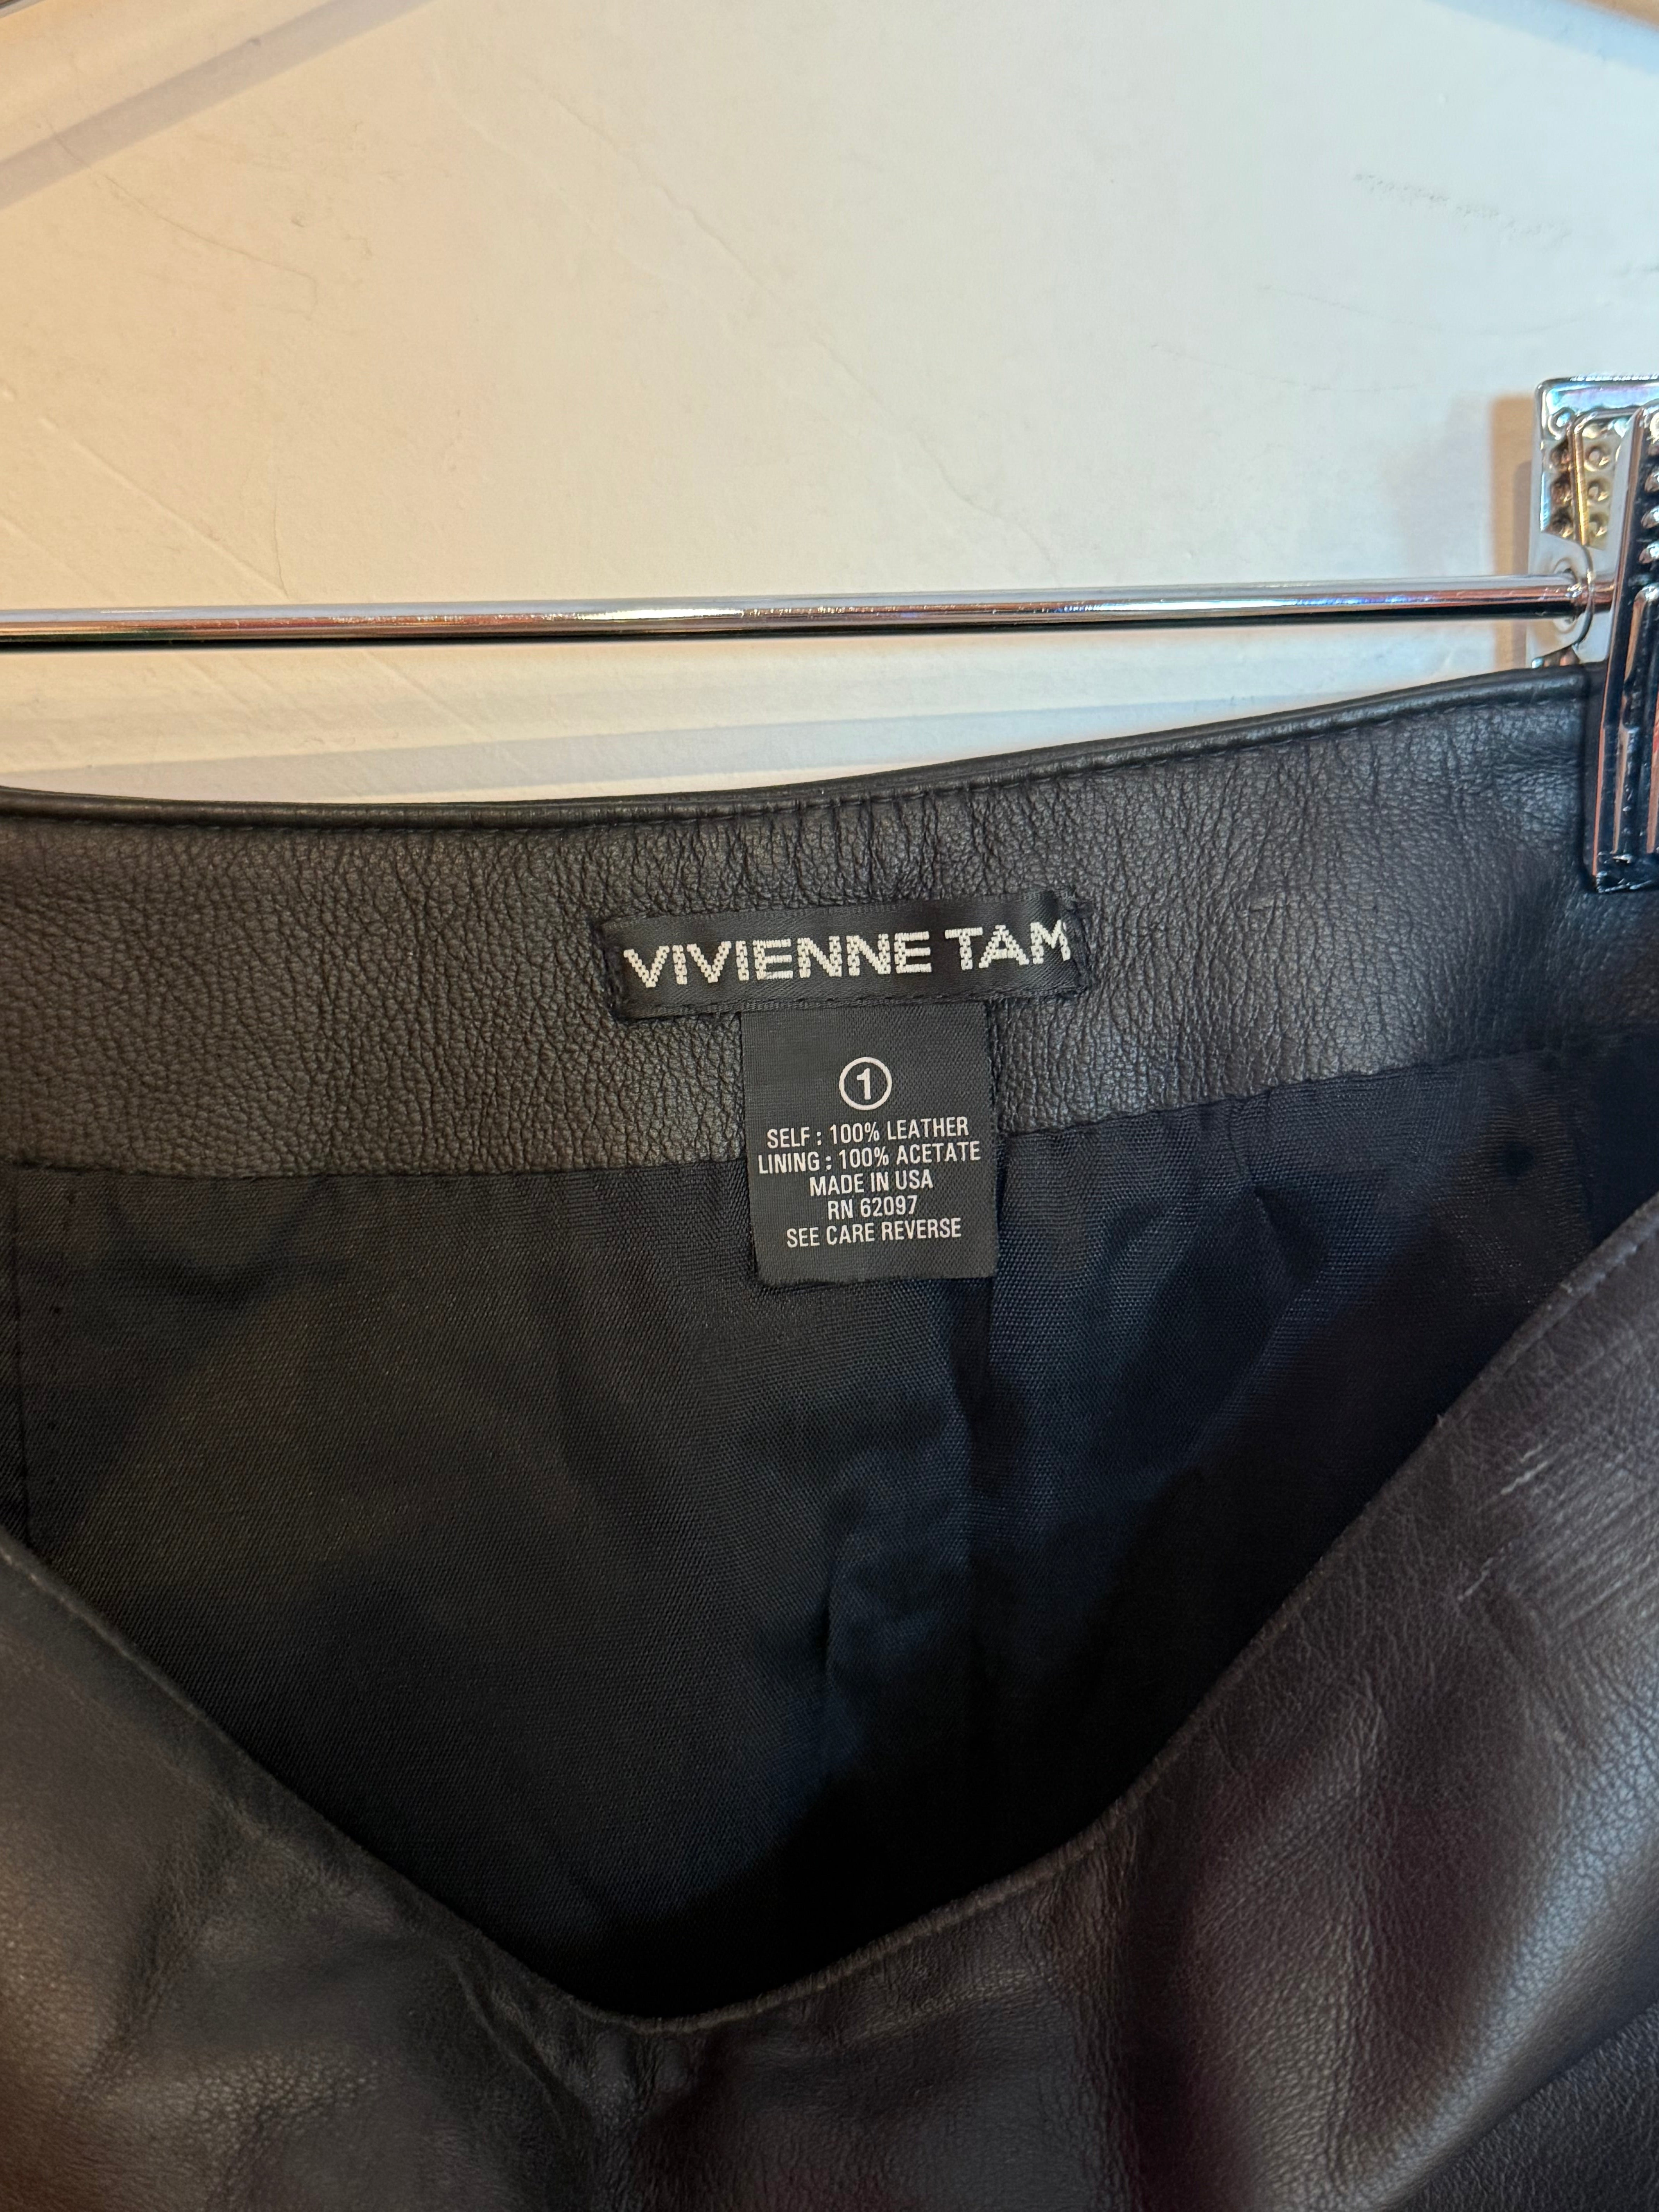 VIVIENNE TAM
1
SELF : 100% LEATHER
LINING : 100% ACETATE
MADE IN USA
RN 62097
SEE CARE REVERSE